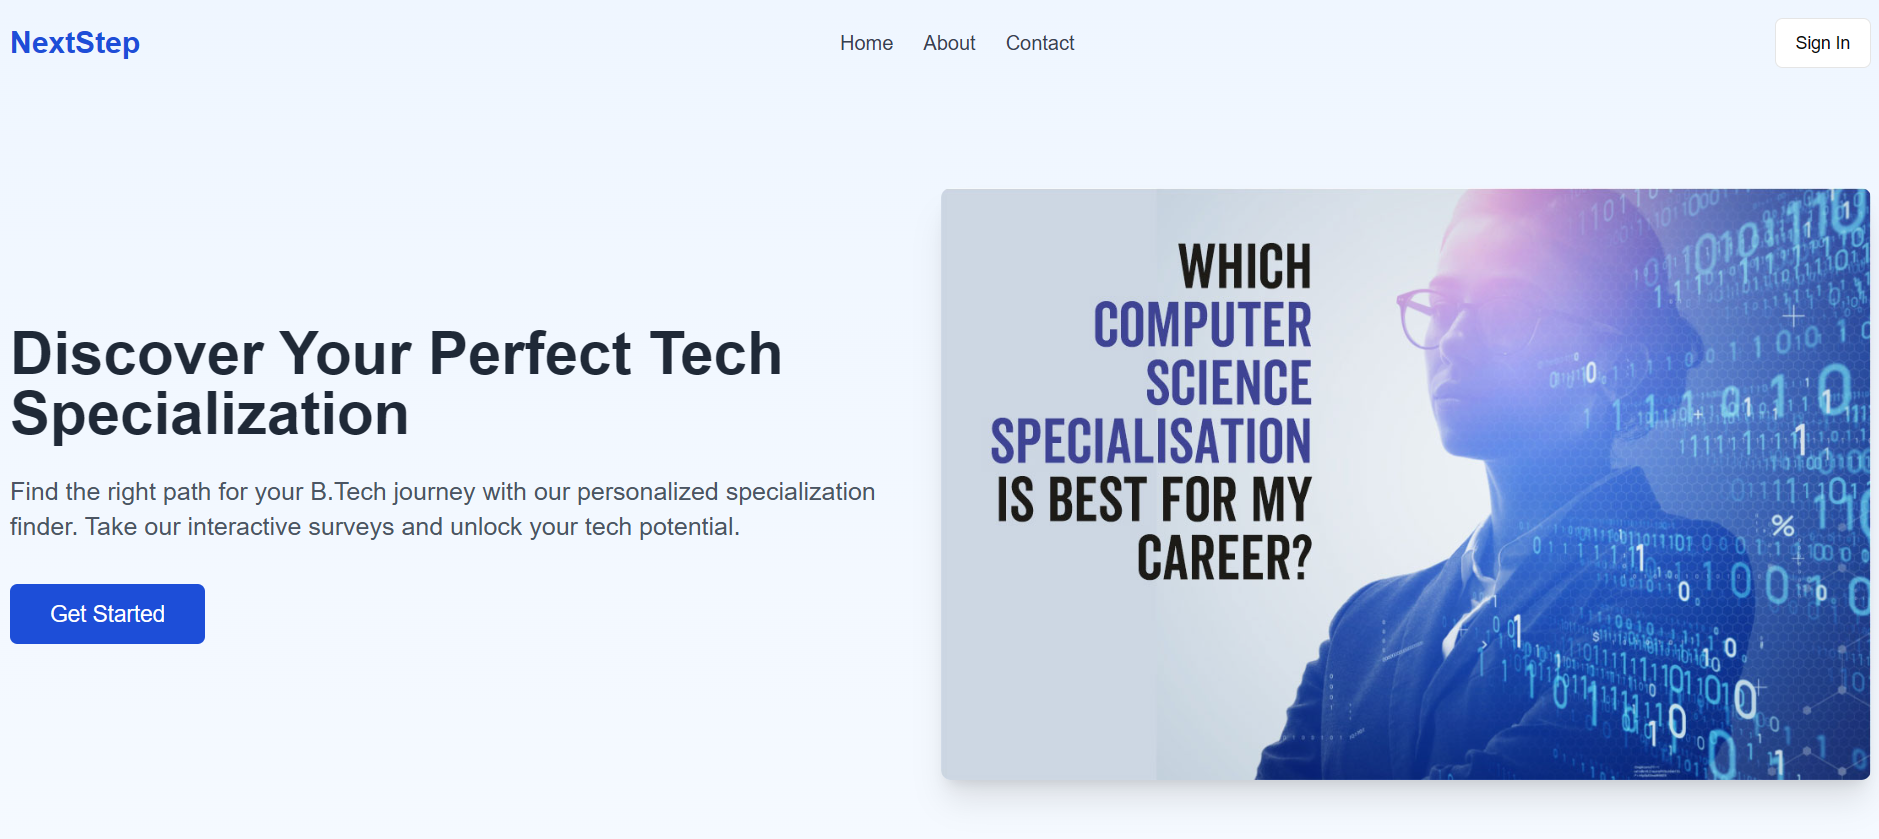 NextStep
Home About Contact
Sign In
Discover Your Perfect Tech
Specialization
Find the right path for your B.Tech journey with our personalized specialization
finder. Take our interactive surveys and unlock your tech potential.
Get Started
WHICH
COMPUTER
SCIENCE
SPECIALISATION
IS BEST FOR MY
CAREER?